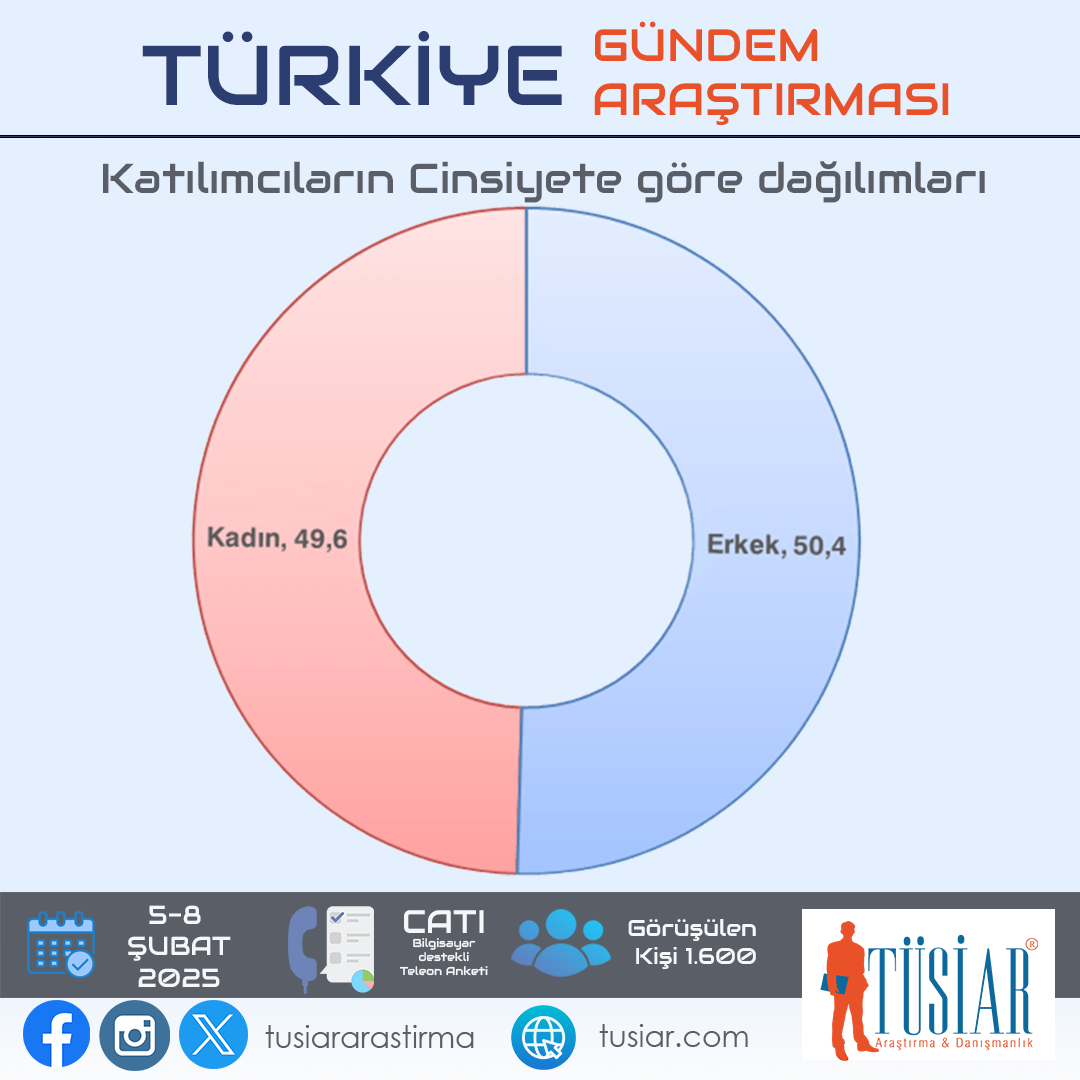 TÜRKİYE
GÜNDEM
ARAŞTIRMASI
Katılımcıların Cinsiyete göre dağılımları
Kadın, 49,6
Erkek, 50,4
5-8
ŞUBAT
2025
CATI
Bilgisayar
destekli
Teleon Anketi
Görüşülen
Kişi 1.600
TÜSİAR®
Araştırma & Danışmanlık
tusiararastirma
tusiar.com